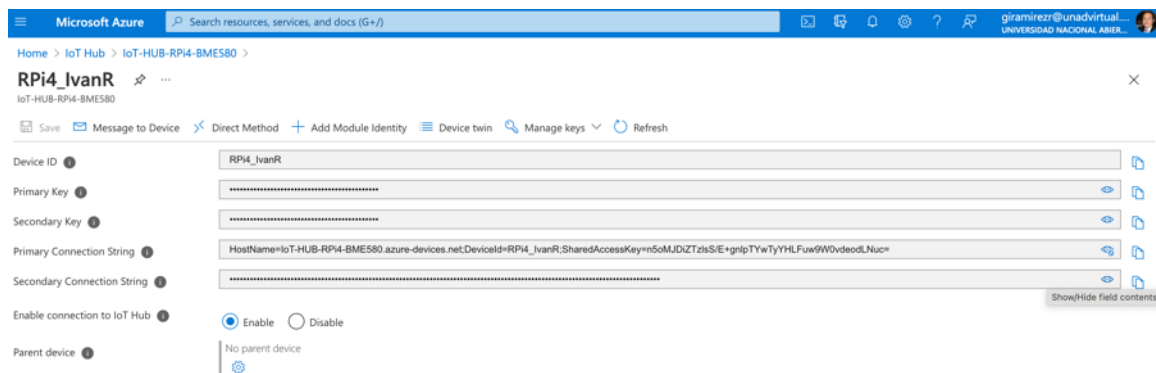 Microsoft Azure
Search resources, services, and docs (G+/)
giramirezr@unadvirtual....
UNIVERSIDAD NACIONAL ABIER...
Home > IoT Hub > IoT-HUB-RPi4-BME580 >
RPi4_IvanR ...
IoT-HUB-RPi4-BME580
Save Message to Device Direct Method Add Module Identity Device twin Manage keys Refresh
Device ID RPi4_IvanR
Primary Key
Secondary Key
Primary Connection String HostName=IoT-HUB-RPi4-BME580.azure-devices.net;DeviceId=RPi4_IvanR;SharedAccessKey=
Secondary Connection String
Show/Hide field contents
Enable connection to IoT Hub Enable Disable
Parent device No parent device